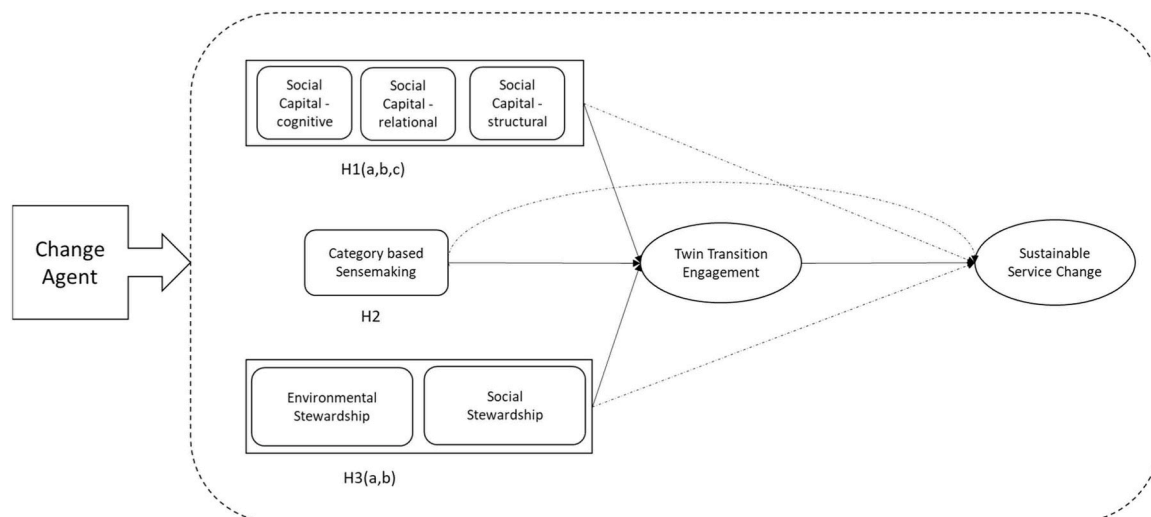 Social
Capital -
cognitive
Social
Capital -
relational
Social
Capital -
structural
H1(a,b,c)
Change
Agent
Category based
Sensemaking
H2
Twin Transition
Engagement
Sustainable
Service Change
Environmental
Stewardship
Social
Stewardship
H3(a,b)